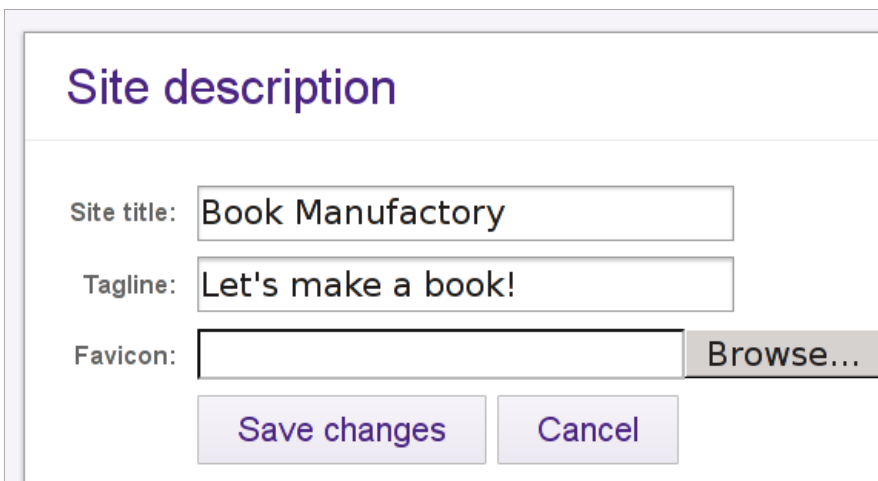 Site description
Site title: Book Manufactory
Tagline: Let's make a book!
Favicon: Browse...
Save changes Cancel